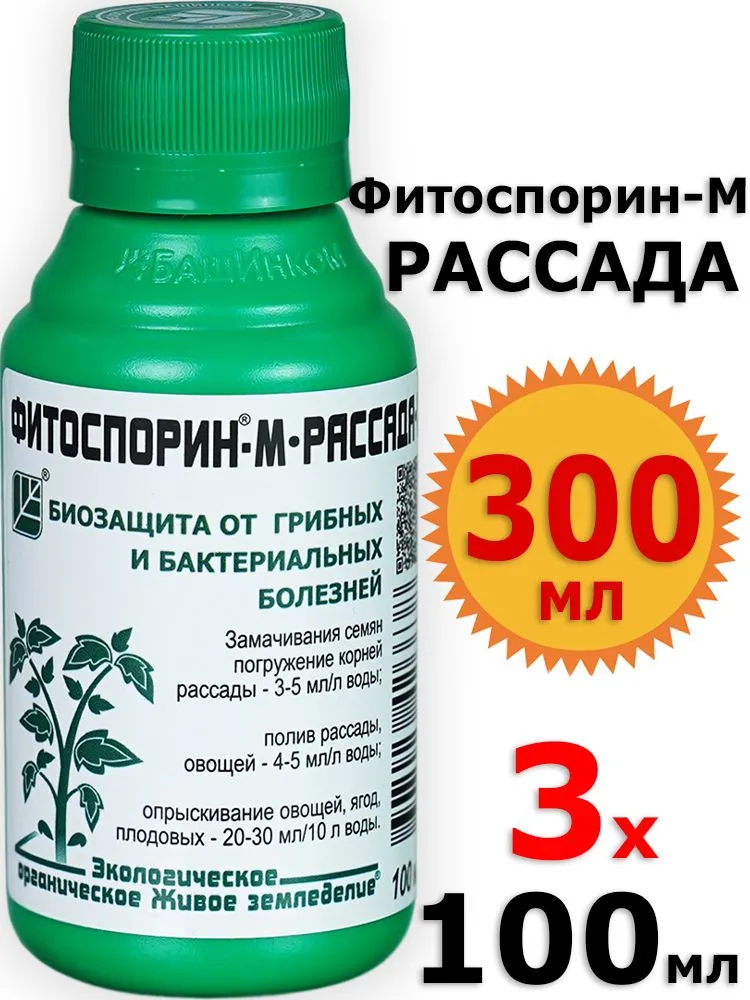 БАШИНКОМ
ФИТОСПОРИН®-М•РАССАДА
БИОЗАЩИТА ОТ ГРИБНЫХ
И БАКТЕРИАЛЬНЫХ
БОЛЕЗНЕЙ
Замачивания семян
погружение корней
рассады - 3-5 мл/л воды;
полив рассады,
овощей - 4-5 мл/л воды;
опрыскивание овощей, ягод,
плодовых - 20-30 мл/10 л воды.
Экологическое
органическое Живое земледелие®
100
Фитоспорин-М
РАССАДА
300
мл
3х
100мл